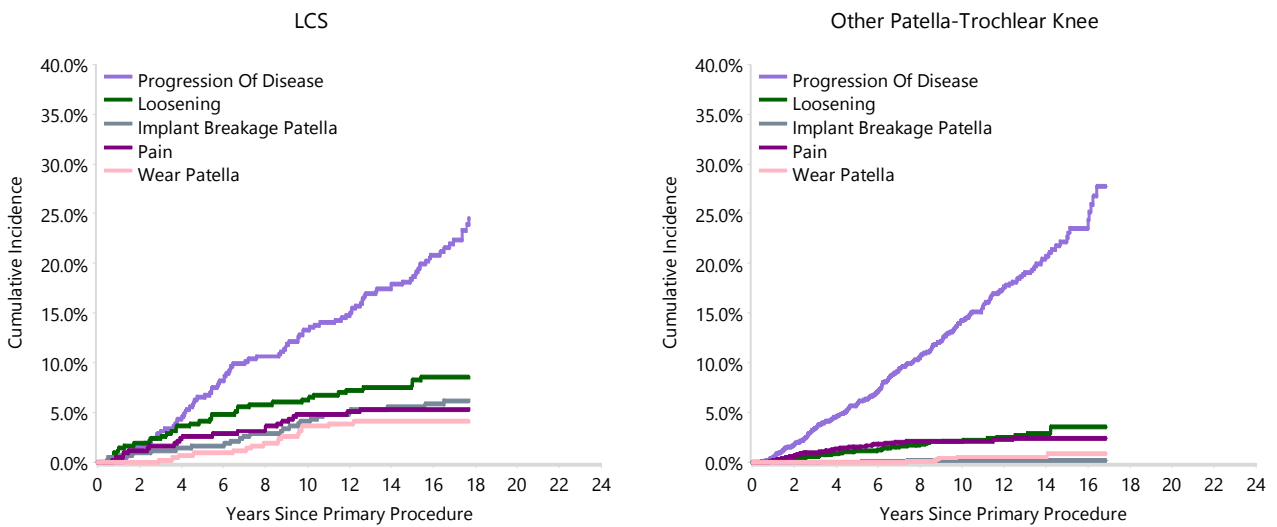 LCS
40.0%
35.0%
30.0%
25.0%
20.0%
15.0%
10.0%
5.0%
0.0%
Cumulative Incidence
Progression Of Disease
Loosening
Implant Breakage Patella
Pain
Wear Patella
0 2 4 6 8 10 12 14 16 18 20 22 24
Years Since Primary Procedure
Other Patella-Trochlear Knee
40.0%
35.0%
30.0%
25.0%
20.0%
15.0%
10.0%
5.0%
0.0%
Cumulative Incidence
Progression Of Disease
Loosening
Implant Breakage Patella
Pain
Wear Patella
0 2 4 6 8 10 12 14 16 18 20 22 24
Years Since Primary Procedure